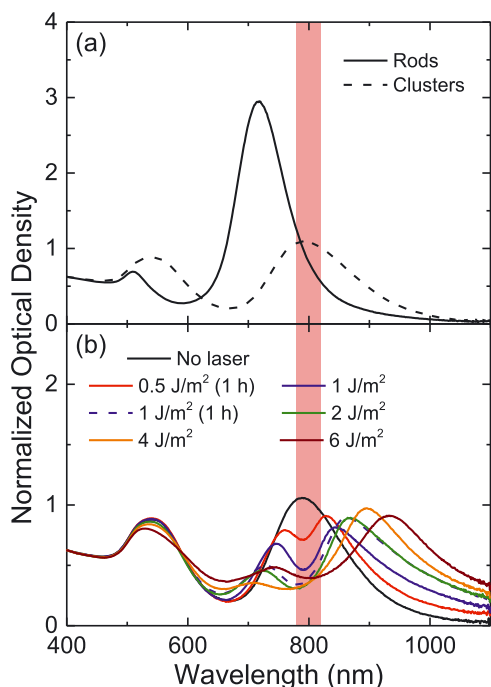 (a)
Rods
Clusters
4
3
2
1
0
Normalized Optical Density
(b)
No laser
0.5 J/m² (1 h)
1 J/m²
1 J/m² (1 h)
2 J/m²
4 J/m²
6 J/m²
2
1
0
400
600
800
1000
Wavelength (nm)